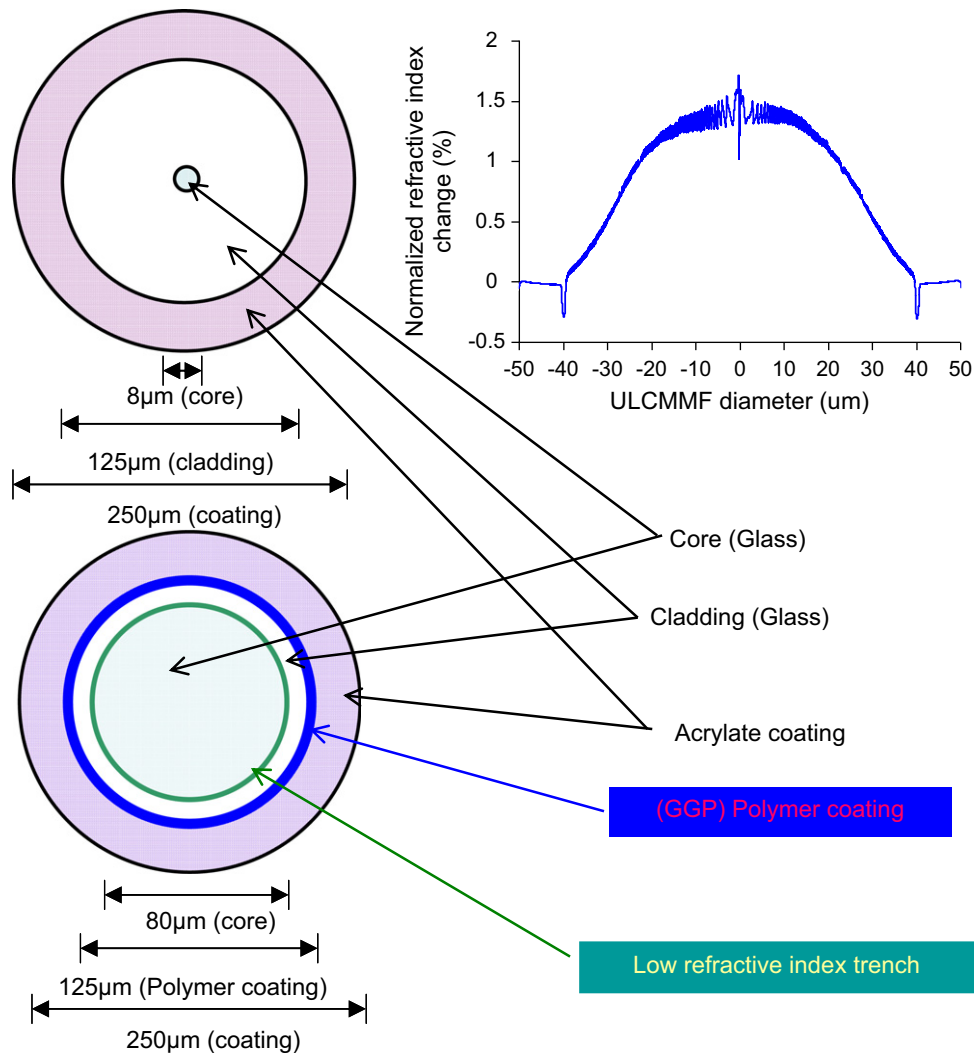 8µm (core)
125µm (cladding)
250µm (coating)
Normalized refractive index
change (%)
2
1.5
1
0.5
0
-0.5
-50 -40 -30 -20 -10 0 10 20 30 40 50
ULCMMF diameter (um)
Core (Glass)
Cladding (Glass)
Acrylate coating
(GGP) Polymer coating
Low refractive index trench
80µm (core)
125µm (Polymer coating)
250µm (coating)